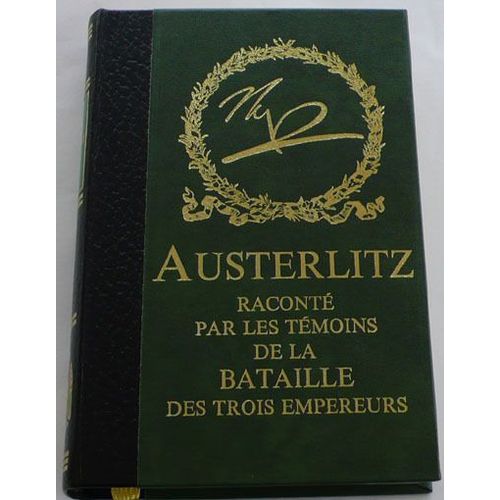 AUSTERLITZ
RACONTÉ
PAR LES TÉMOINS
DE LA
BATAILLE
DES TROIS EMPEREURS